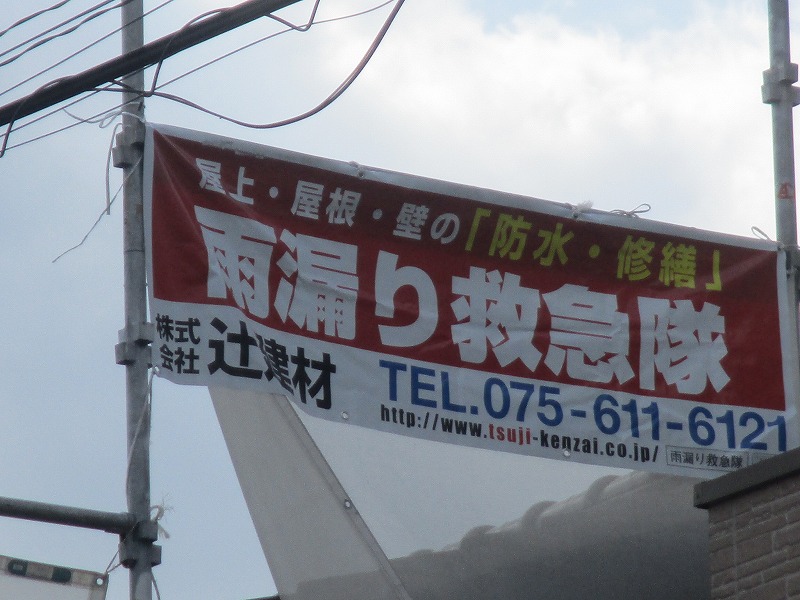 屋上・屋根・壁の「防水・修繕」
雨漏り救急隊
株式会社 辻建材
TEL.075-611-6121
http://www.tsuji-kenzai.co.jp/
雨漏り救急隊